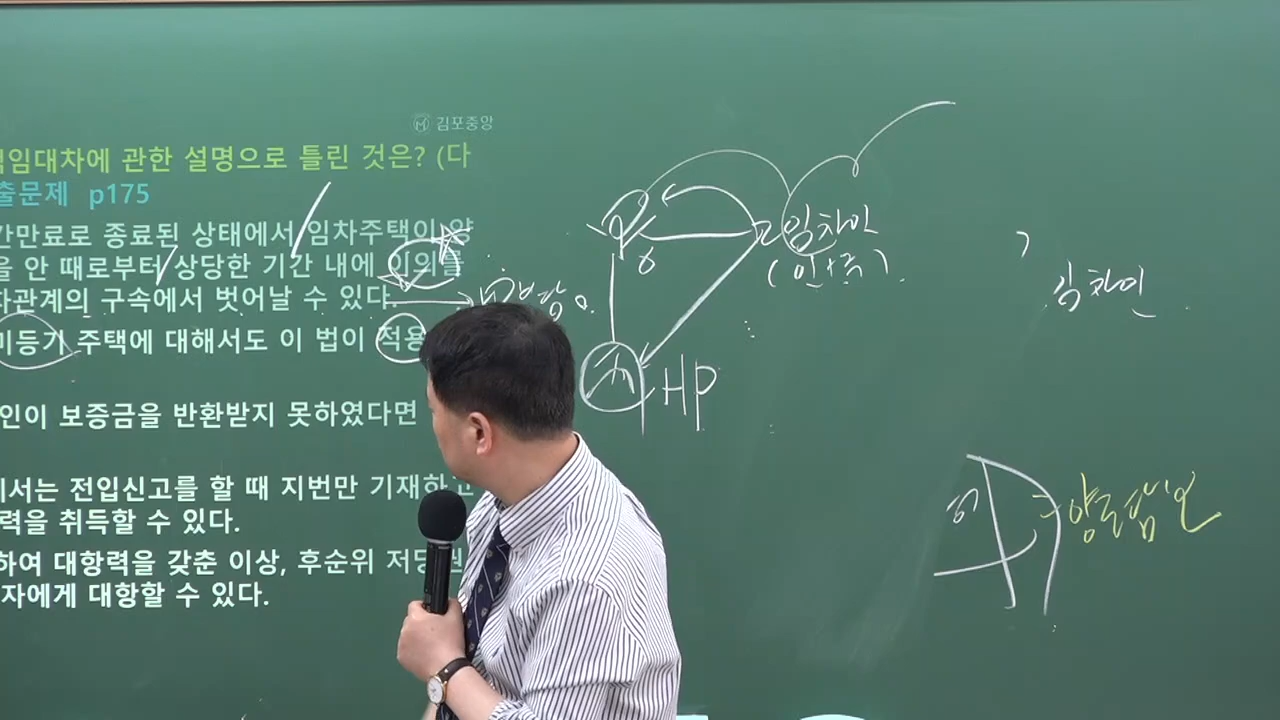 김포중앙
임대차에 관한 설명으로 틀린 것은? (다
출문제 p175
간만료로 종료된 상태에서 임차주택이 양
을 안 때로부터 상당한 기간 내에 이의를
차관계의 구속에서 벗어날 수 있다.
미등기 주택에 대해서도 이 법이 적용
인이 보증금을 반환받지 못하였다면
서는 전입신고를 할 때 지번만 기재하고
력을 취득할 수 있다.
하여 대항력을 갖춘 이상, 후순위 저당권
자에게 대항할 수 있다.
임차인
(인+주)
HP
임차인